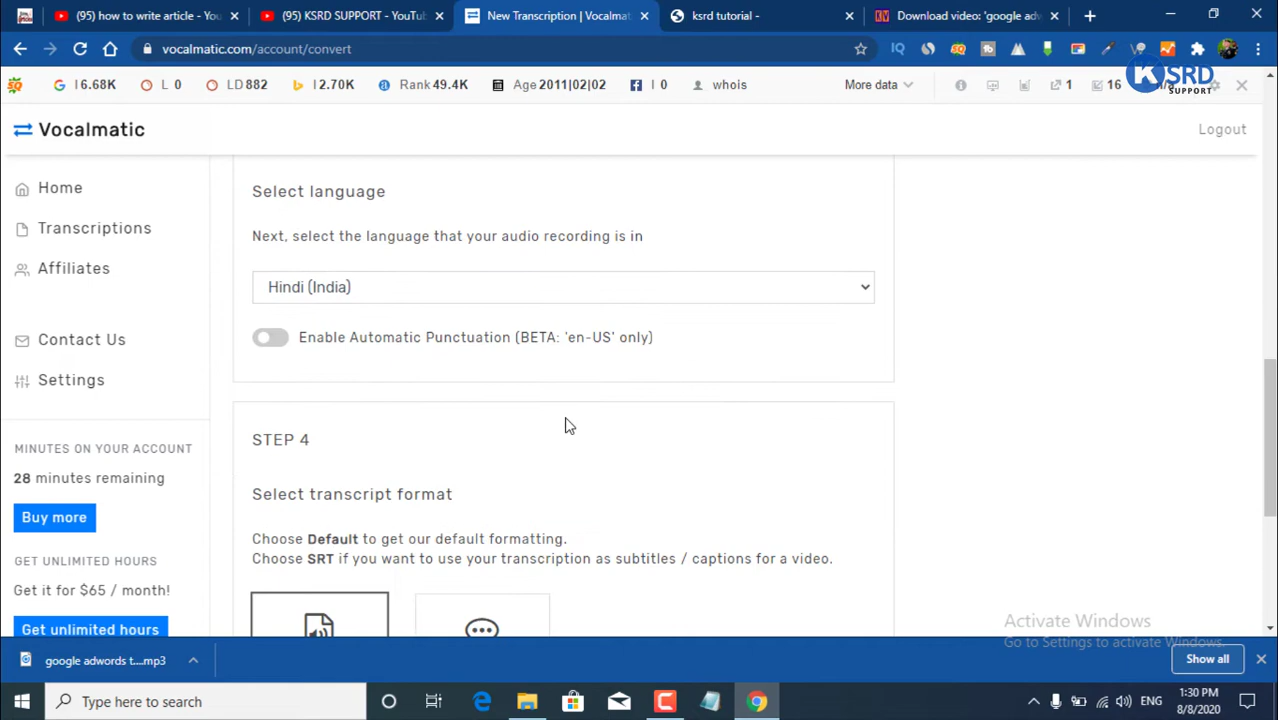 (95) how to write article - You
(95) KSRD SUPPORT - YouTube
New Transcription | Vocalmat
ksrd tutorial -
Download video: 'google adw
vocalmatic.com/account/convert
I 6.68K L 0 LD 882 I 2.70K Rank 49.4K Age 2011|02|02 I 0 whois More data 1 16 n/a
KSRD
SUPPORT
Vocalmatic
Logout
Home
Transcriptions
Affiliates
Contact Us
Settings
MINUTES ON YOUR ACCOUNT
28 minutes remaining
Buy more
GET UNLIMITED HOURS
Get it for $65 / month!
Get unlimited hours
Select language
Next, select the language that your audio recording is in
Hindi (India)
Enable Automatic Punctuation (BETA: 'en-US' only)
STEP 4
Select transcript format
Choose Default to get our default formatting.
Choose SRT if you want to use your transcription as subtitles / captions for a video.
Activate Windows
Go to Settings to activate Windows.
google adwords t....mp3
Show all
Type here to search
ENG
1:30 PM
8/8/2020